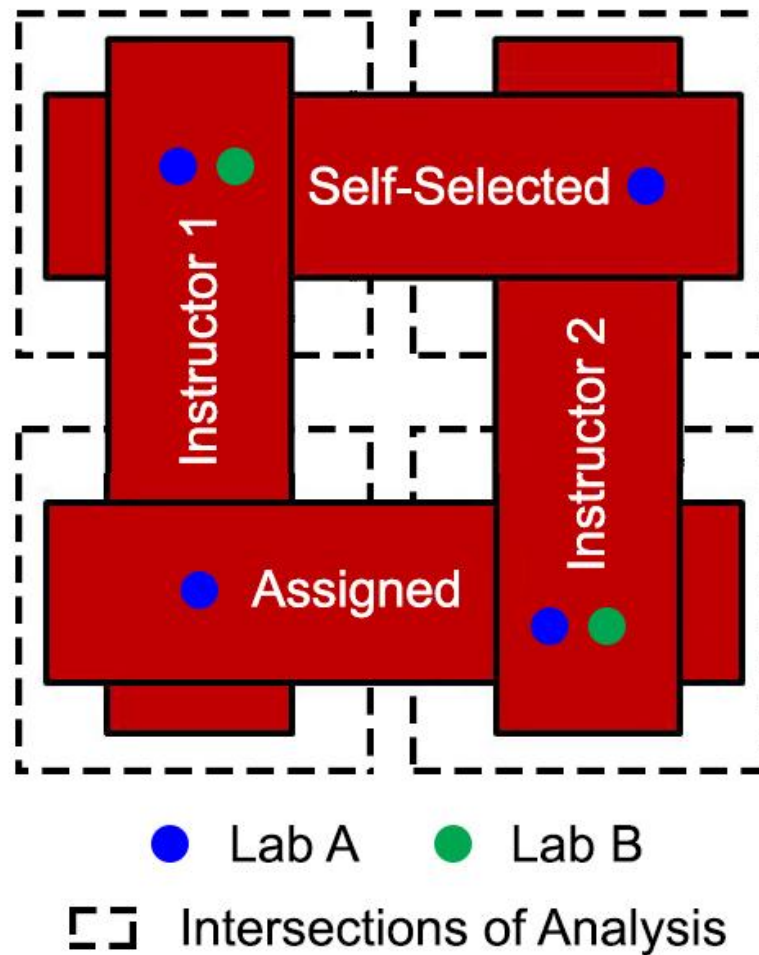 Self-Selected
Instructor 1
Instructor 2
Assigned
Lab A
Lab B
Intersections of Analysis